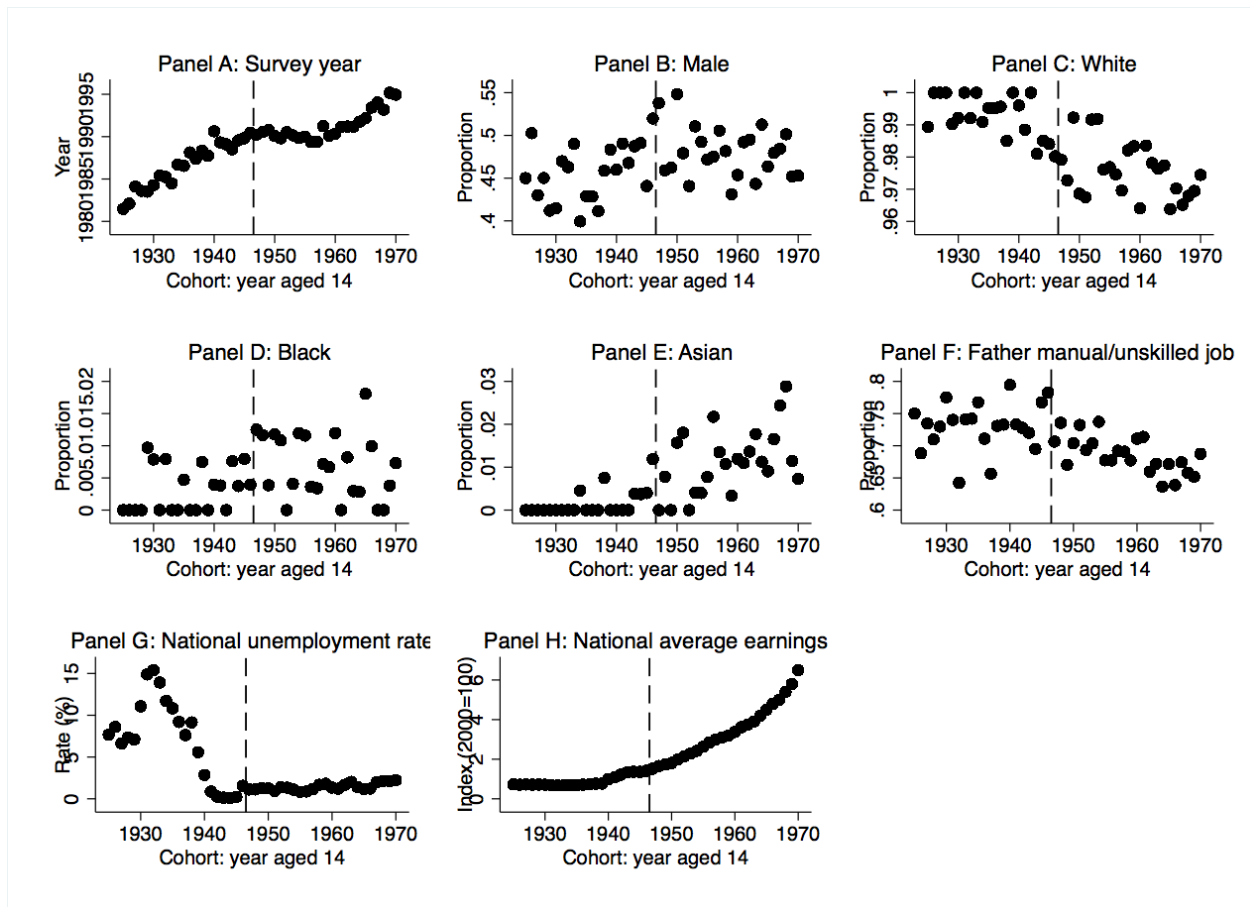 Panel A: Survey year
Year
1980 1985 1990 1995
1930 1940 1950 1960 1970
Cohort: year aged 14
Panel B: Male
Proportion
.4 .45 .5 .55
1930 1940 1950 1960 1970
Cohort: year aged 14
Panel C: White
Proportion
.96 .97 .98 .99 1
1930 1940 1950 1960 1970
Cohort: year aged 14
Panel D: Black
Proportion
0 .005 .01 .015 .02
1930 1940 1950 1960 1970
Cohort: year aged 14
Panel E: Asian
Proportion
0 .01 .02 .03
1930 1940 1950 1960 1970
Cohort: year aged 14
Panel F: Father manual/unskilled job
Proportion
.6 .65 .7 .75 .8
1930 1940 1950 1960 1970
Cohort: year aged 14
Panel G: National unemployment rate
Rate (%)
0 5 10 15
1930 1940 1950 1960 1970
Cohort: year aged 14
Panel H: National average earnings
Index (2000=100)
0 2 4 6
1930 1940 1950 1960 1970
Cohort: year aged 14